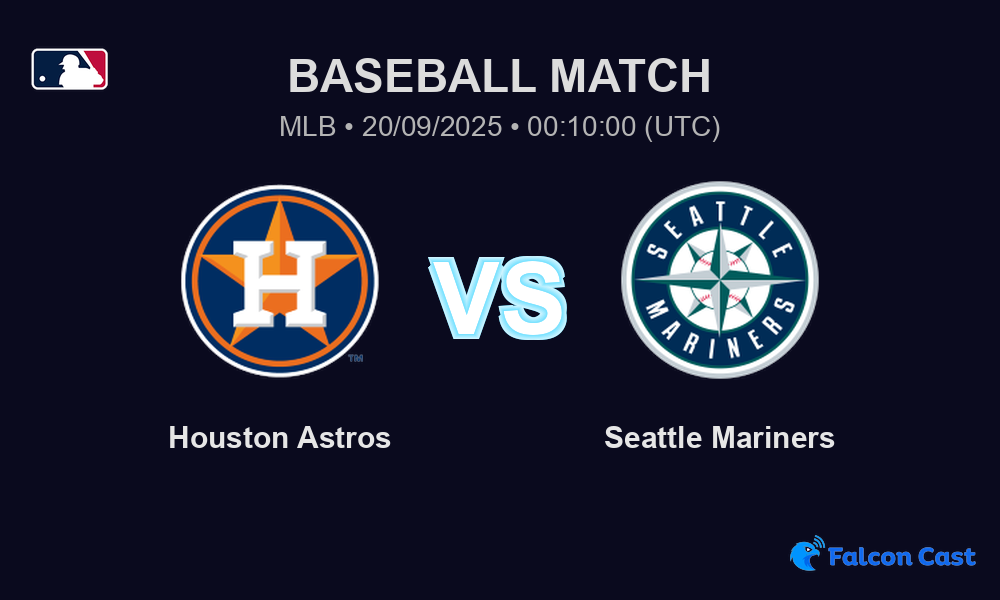 BASEBALL MATCH
MLB • 20/09/2025 • 00:10:00 (UTC)
H
TM
VS
SEATTLE
MARINERS
Houston Astros
Seattle Mariners
Falcon Cast